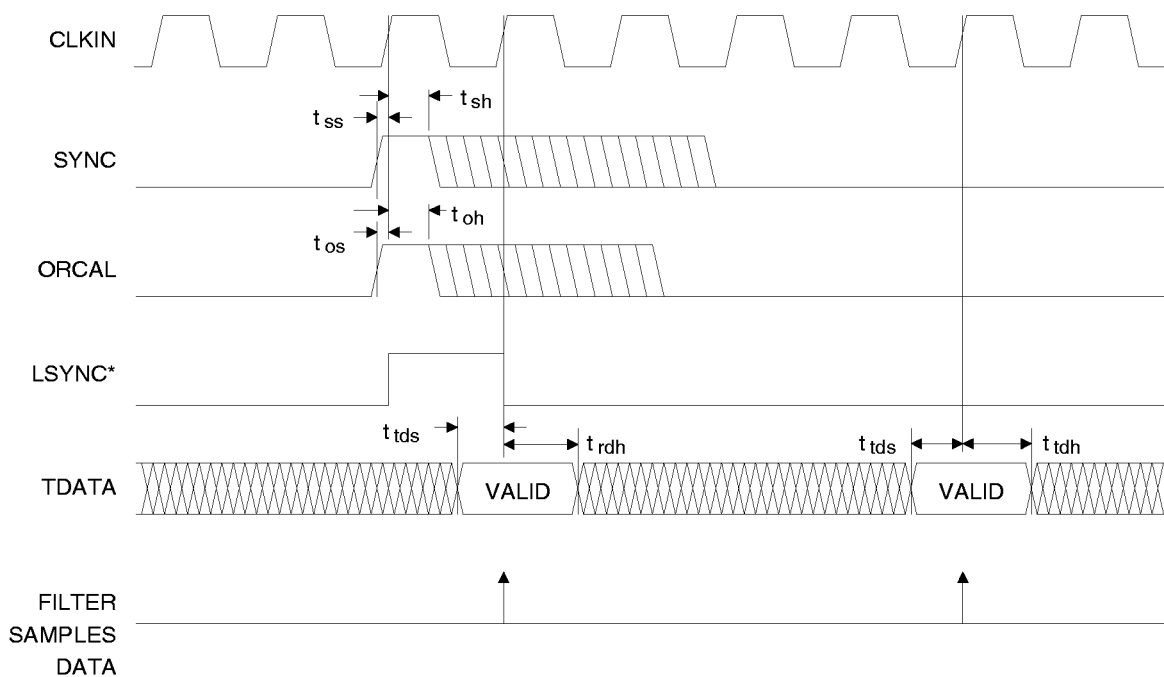 CLKIN
t sh
t ss
SYNC
t oh
t os
ORCAL
LSYNC*
t tds
t rdh
t tds
t tdh
TDATA
VALID
VALID
FILTER
SAMPLES
DATA